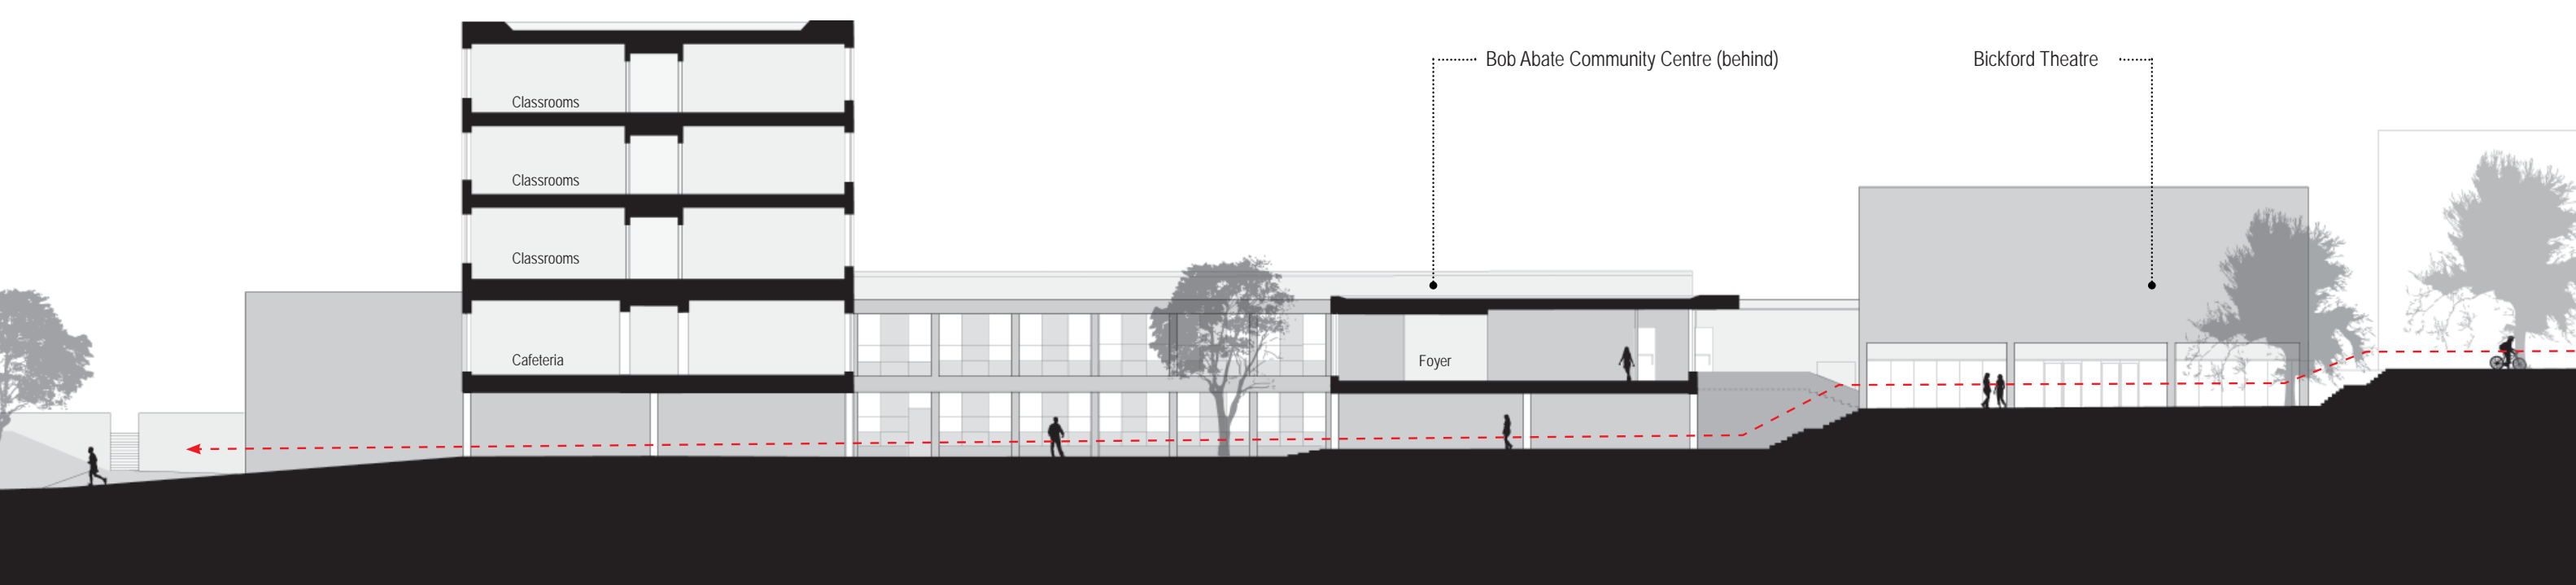 Bob Abate Community Centre (behind)
Bickford Theatre
Classrooms
Classrooms
Classrooms
Cafeteria
Foyer